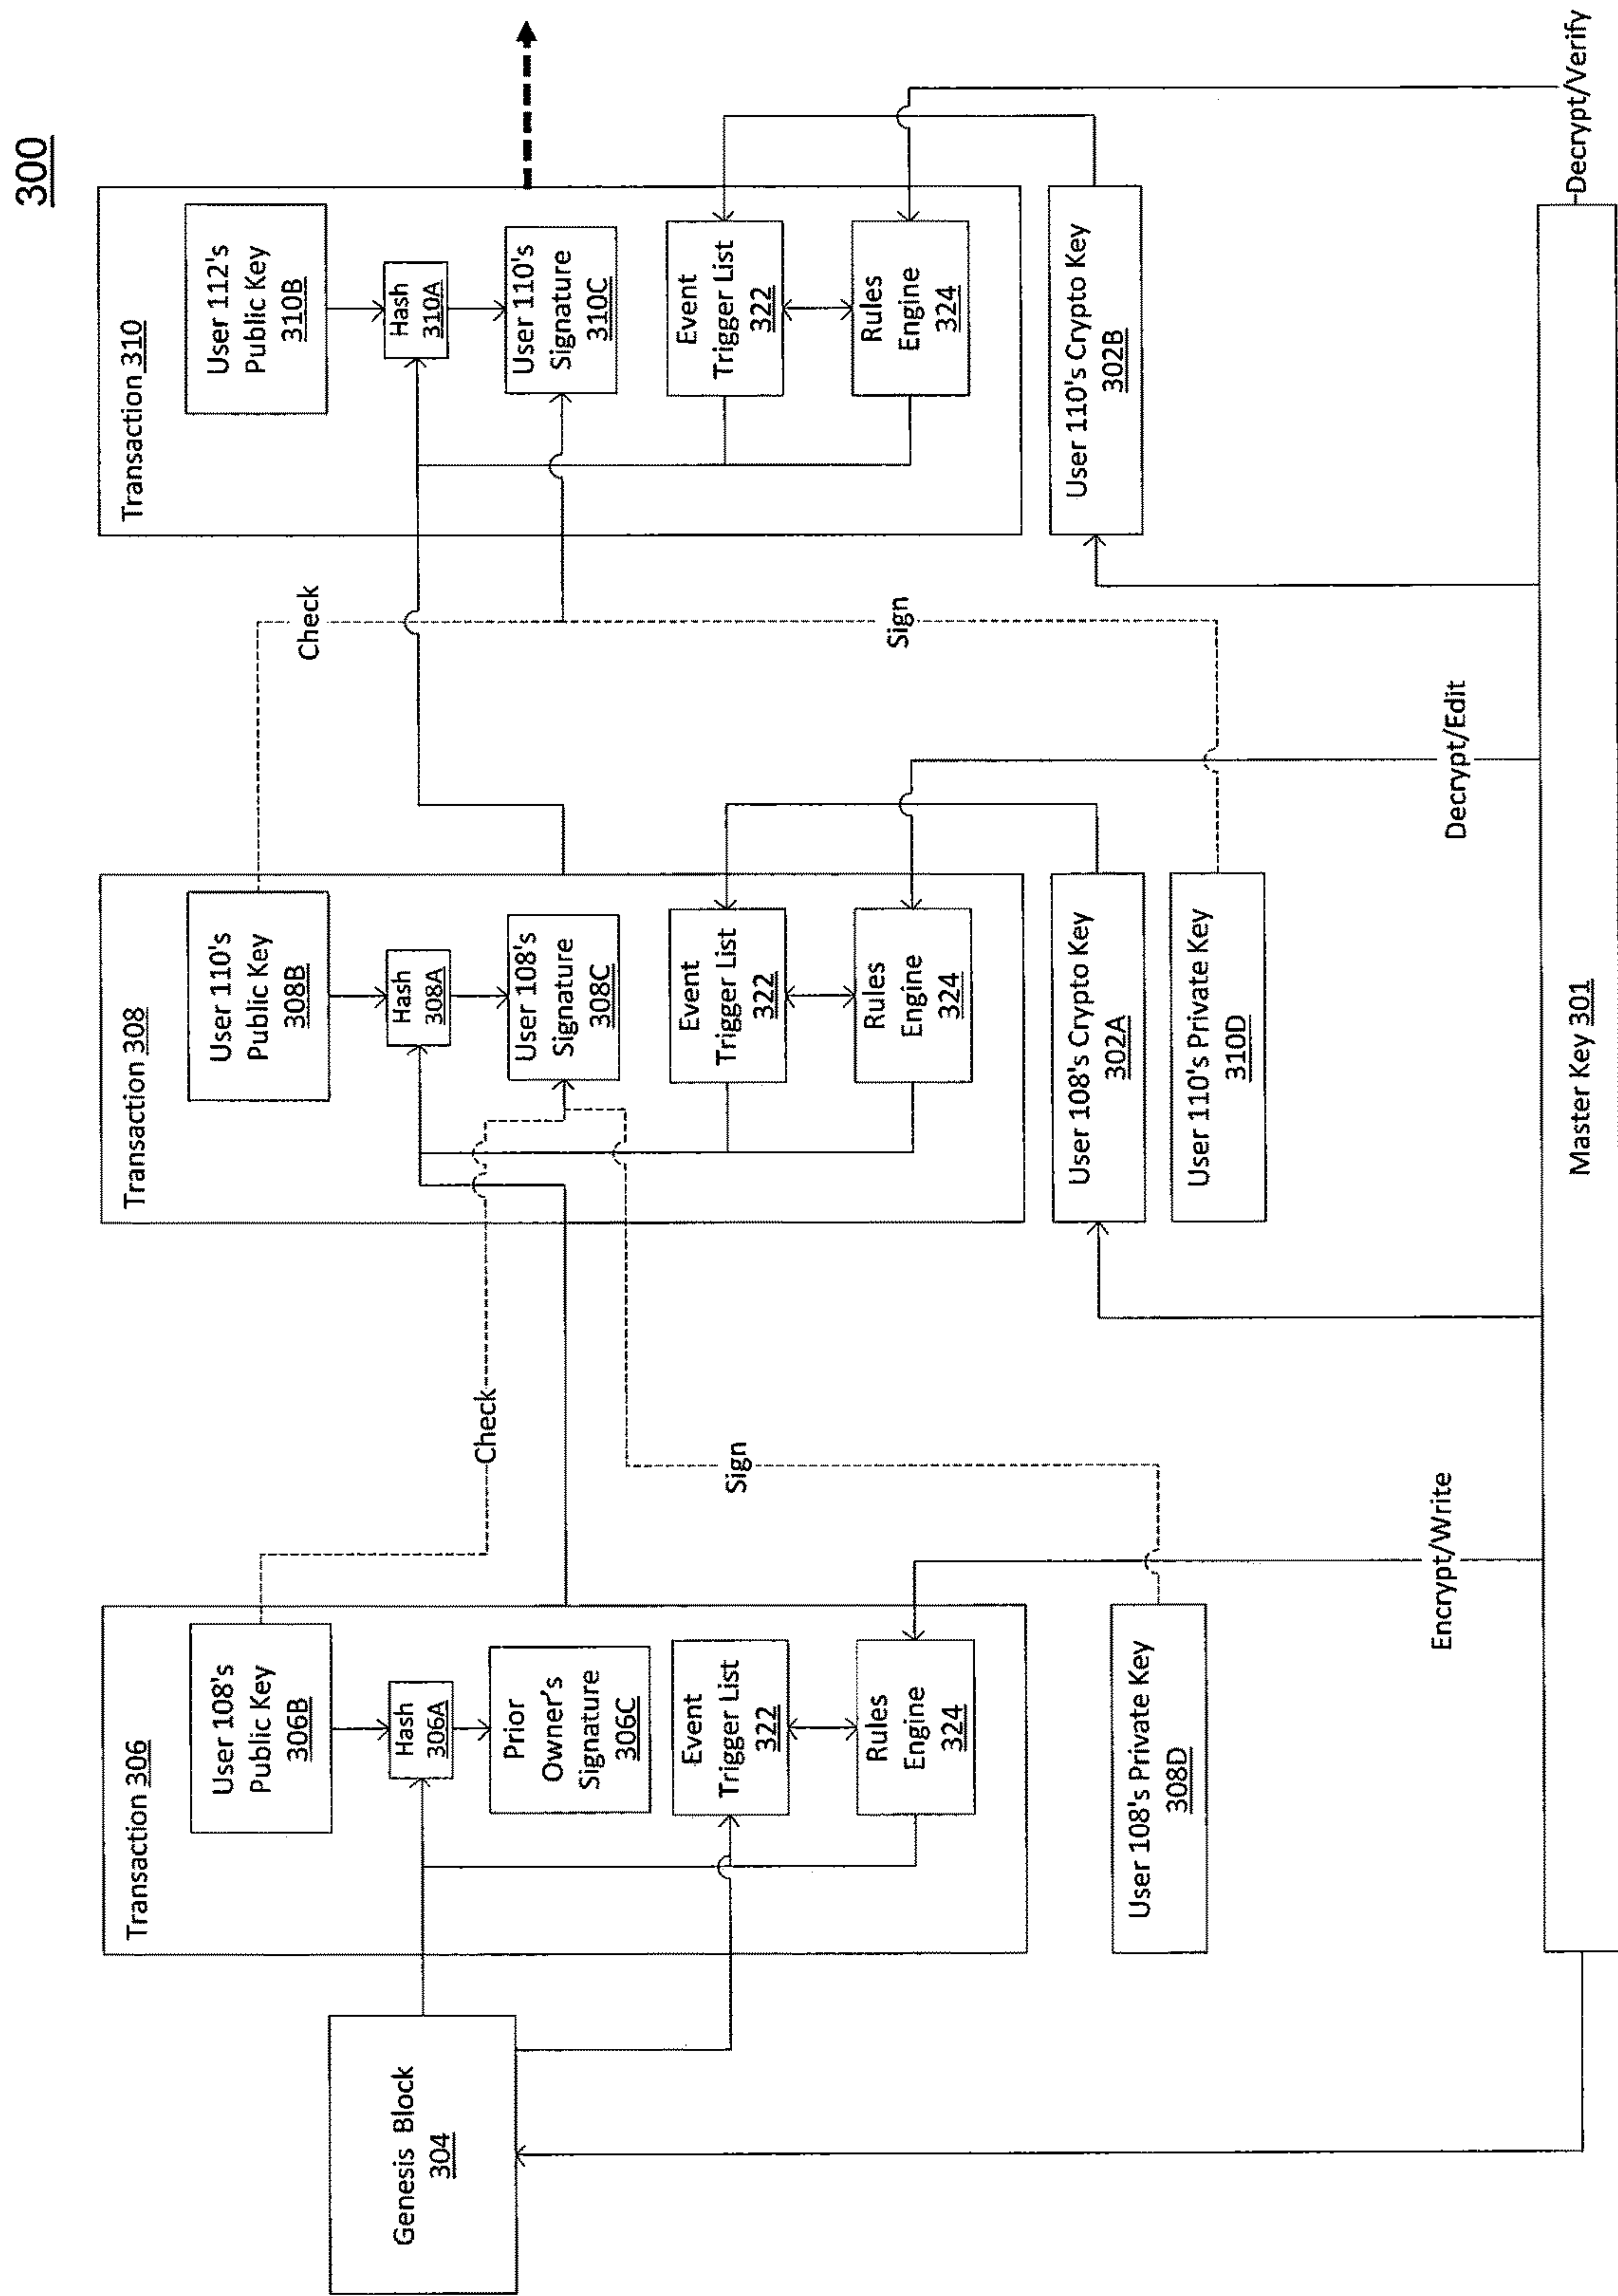 300
Genesis Block
304
Transaction 306
User 108's
Public Key
306B
Hash
306A
Prior
Owner's
Signature
306C
Event
Trigger List
322
Rules
Engine
324
User 108's Private Key
308D
Check
Sign
Encrypt/Write
Transaction 308
User 110's
Public Key
308B
Hash
308A
User 108's
Signature
308C
Event
Trigger List
322
Rules
Engine
324
User 108's Crypto Key
302A
User 110's Private Key
310D
Check
Sign
Decrypt/Edit
Transaction 310
User 112's
Public Key
310B
Hash
310A
User 110's
Signature
310C
Event
Trigger List
322
Rules
Engine
324
User 110's Crypto Key
302B
Decrypt/Verify
Master Key 301